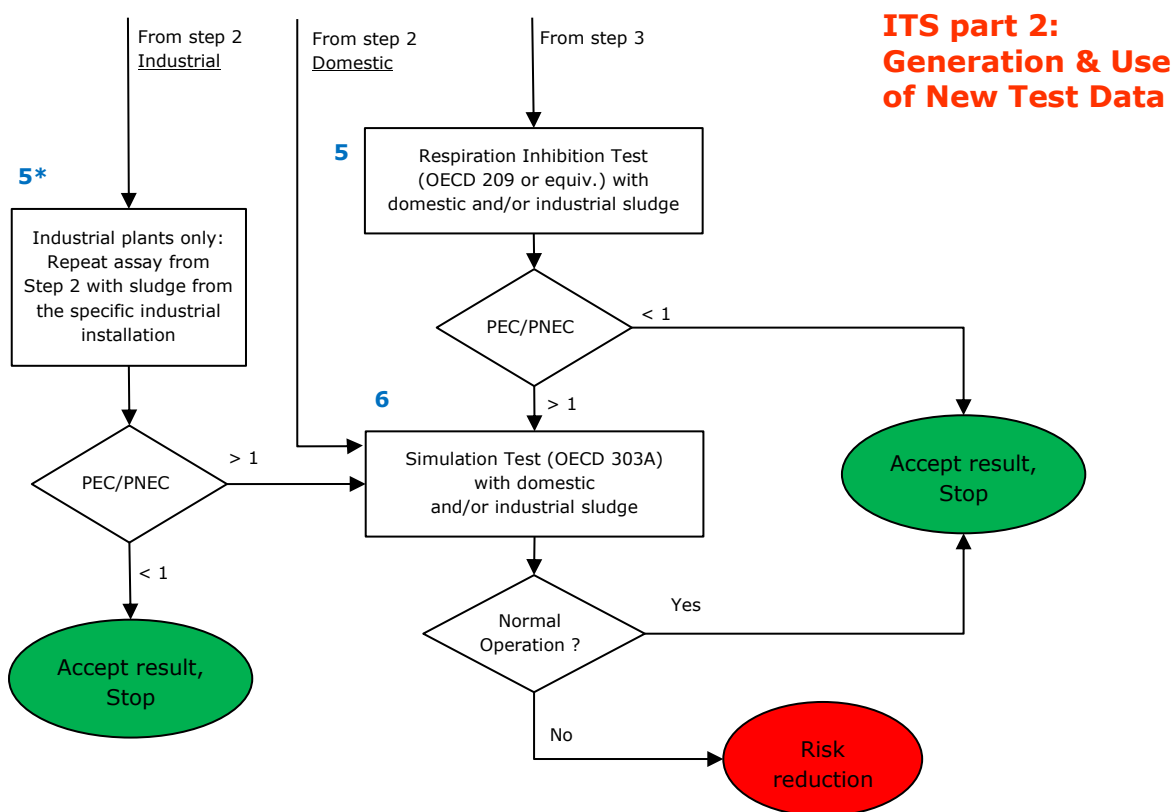 ITS part 2:
Generation & Use
of New Test Data
From step 2
Industrial
From step 2
Domestic
From step 3
5*
Industrial plants only:
Repeat assay from
Step 2 with sludge from
the specific industrial
installation
PEC/PNEC
> 1
< 1
Accept result,
Stop
5
Respiration Inhibition Test
(OECD 209 or equiv.) with
domestic and/or industrial sludge
PEC/PNEC
< 1
> 1
6
Simulation Test (OECD 303A)
with domestic
and/or industrial sludge
Normal
Operation ?
Yes
No
Accept result,
Stop
Risk
reduction